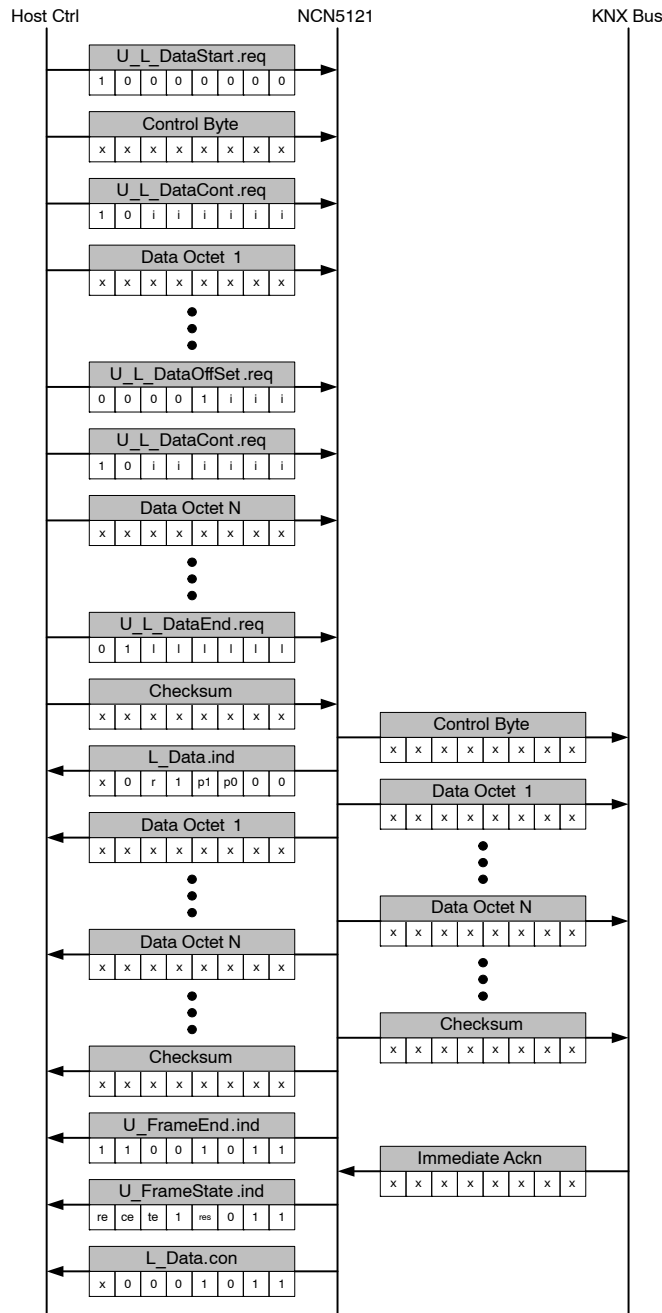 Host Ctrl NCN5121 KNX Bus
U_L_DataStart.req
1 0 0 0 0 0 0 0
Control Byte
x x x x x x x x
U_L_DataCont.req
1 0 i i i i i i
Data Octet 1
x x x x x x x x
U_L_DataOffSet.req
0 0 0 0 1 i i i
U_L_DataCont.req
1 0 i i i i i i
Data Octet N
x x x x x x x x
U_L_DataEnd.req
0 1 l l l l l l
Checksum
x x x x x x x x
Control Byte
x x x x x x x x
L_Data.ind
x 0 r 1 p1 p0 0 0
Data Octet 1
x x x x x x x x
Data Octet 1
x x x x x x x x
Data Octet N
x x x x x x x x
Data Octet N
x x x x x x x x
Checksum
x x x x x x x x
Checksum
x x x x x x x x
U_FrameEnd.ind
1 1 0 0 1 0 1 1
Immediate Ackn
x x x x x x x x
U_FrameState.ind
re ce te 1 res 0 1 1
L_Data.con
x 0 0 0 1 0 1 1